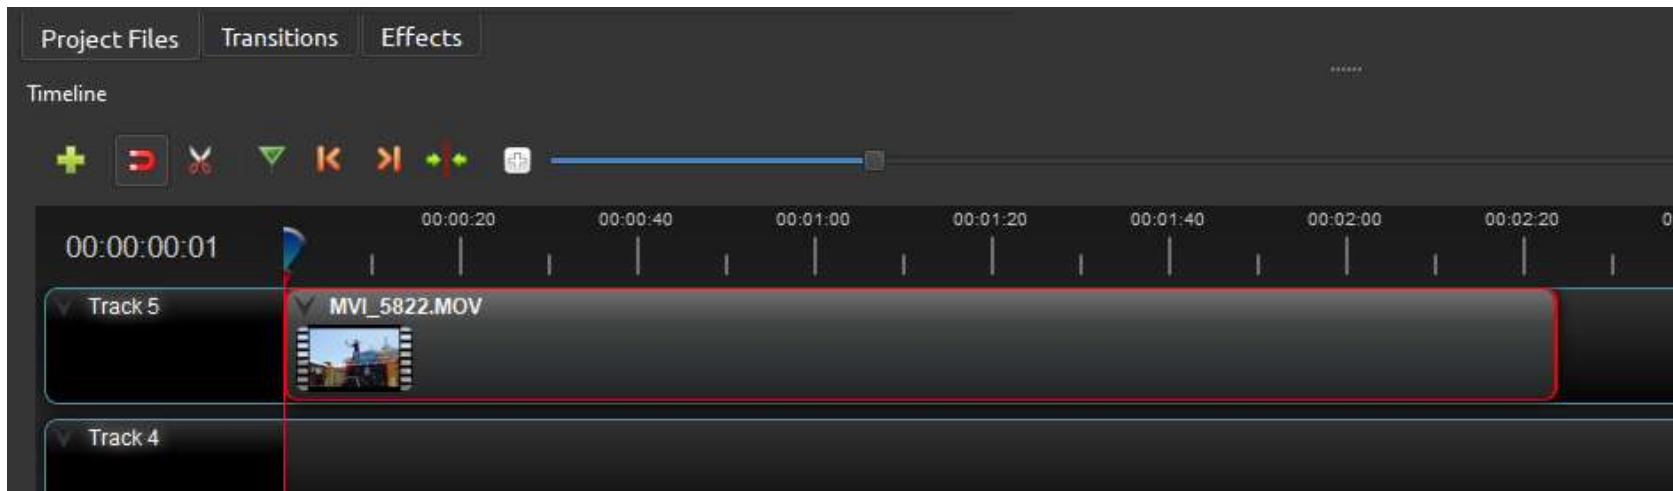 Project Files Transitions Effects
Timeline
00:00:20 00:00:40 00:01:00 00:01:20 00:01:40 00:02:00 00:02:20 0
00:00:00:01
Track 5 MVI_5822.MOV
Track 4